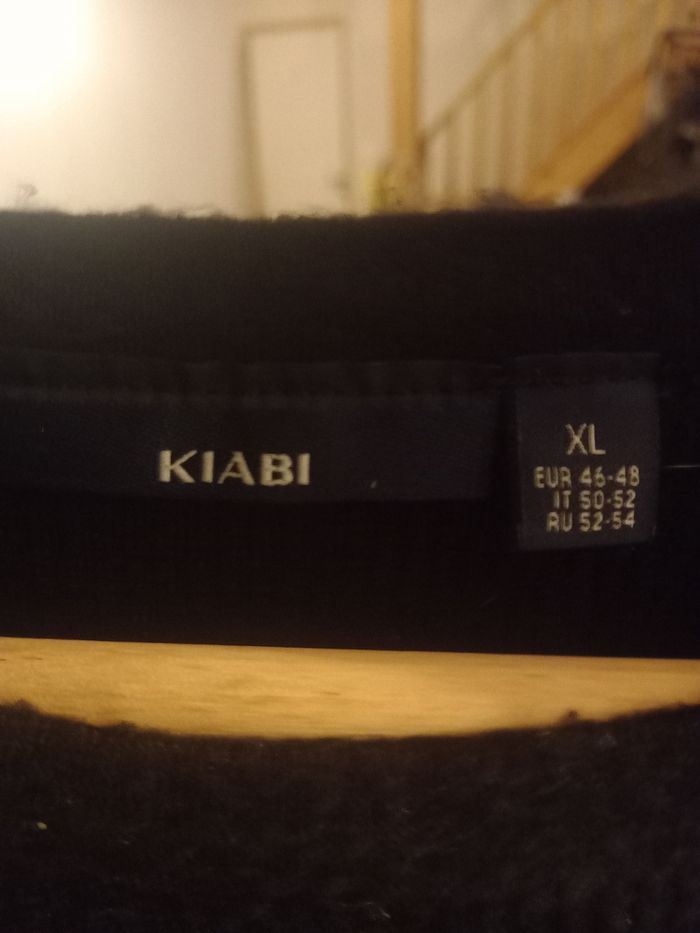 KIABI
XL
EUR 46-48
IT 50-52
RU 52-54